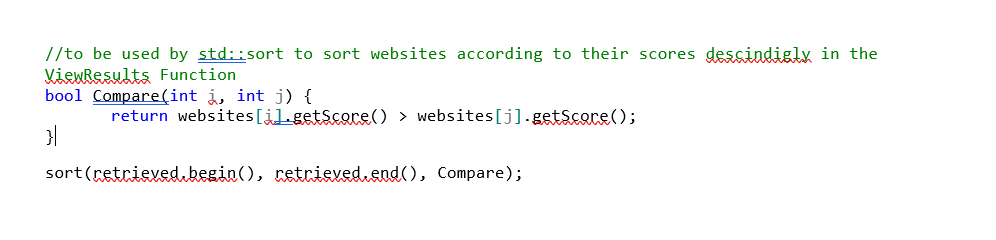 //to be used by std::sort to sort websites according to their scores descindigly in the
ViewResults Function
bool Compare(int i, int j) {
return websites[i].getScore() > websites[j].getScore();
}
sort(retrieved.begin(), retrieved.end(), Compare);